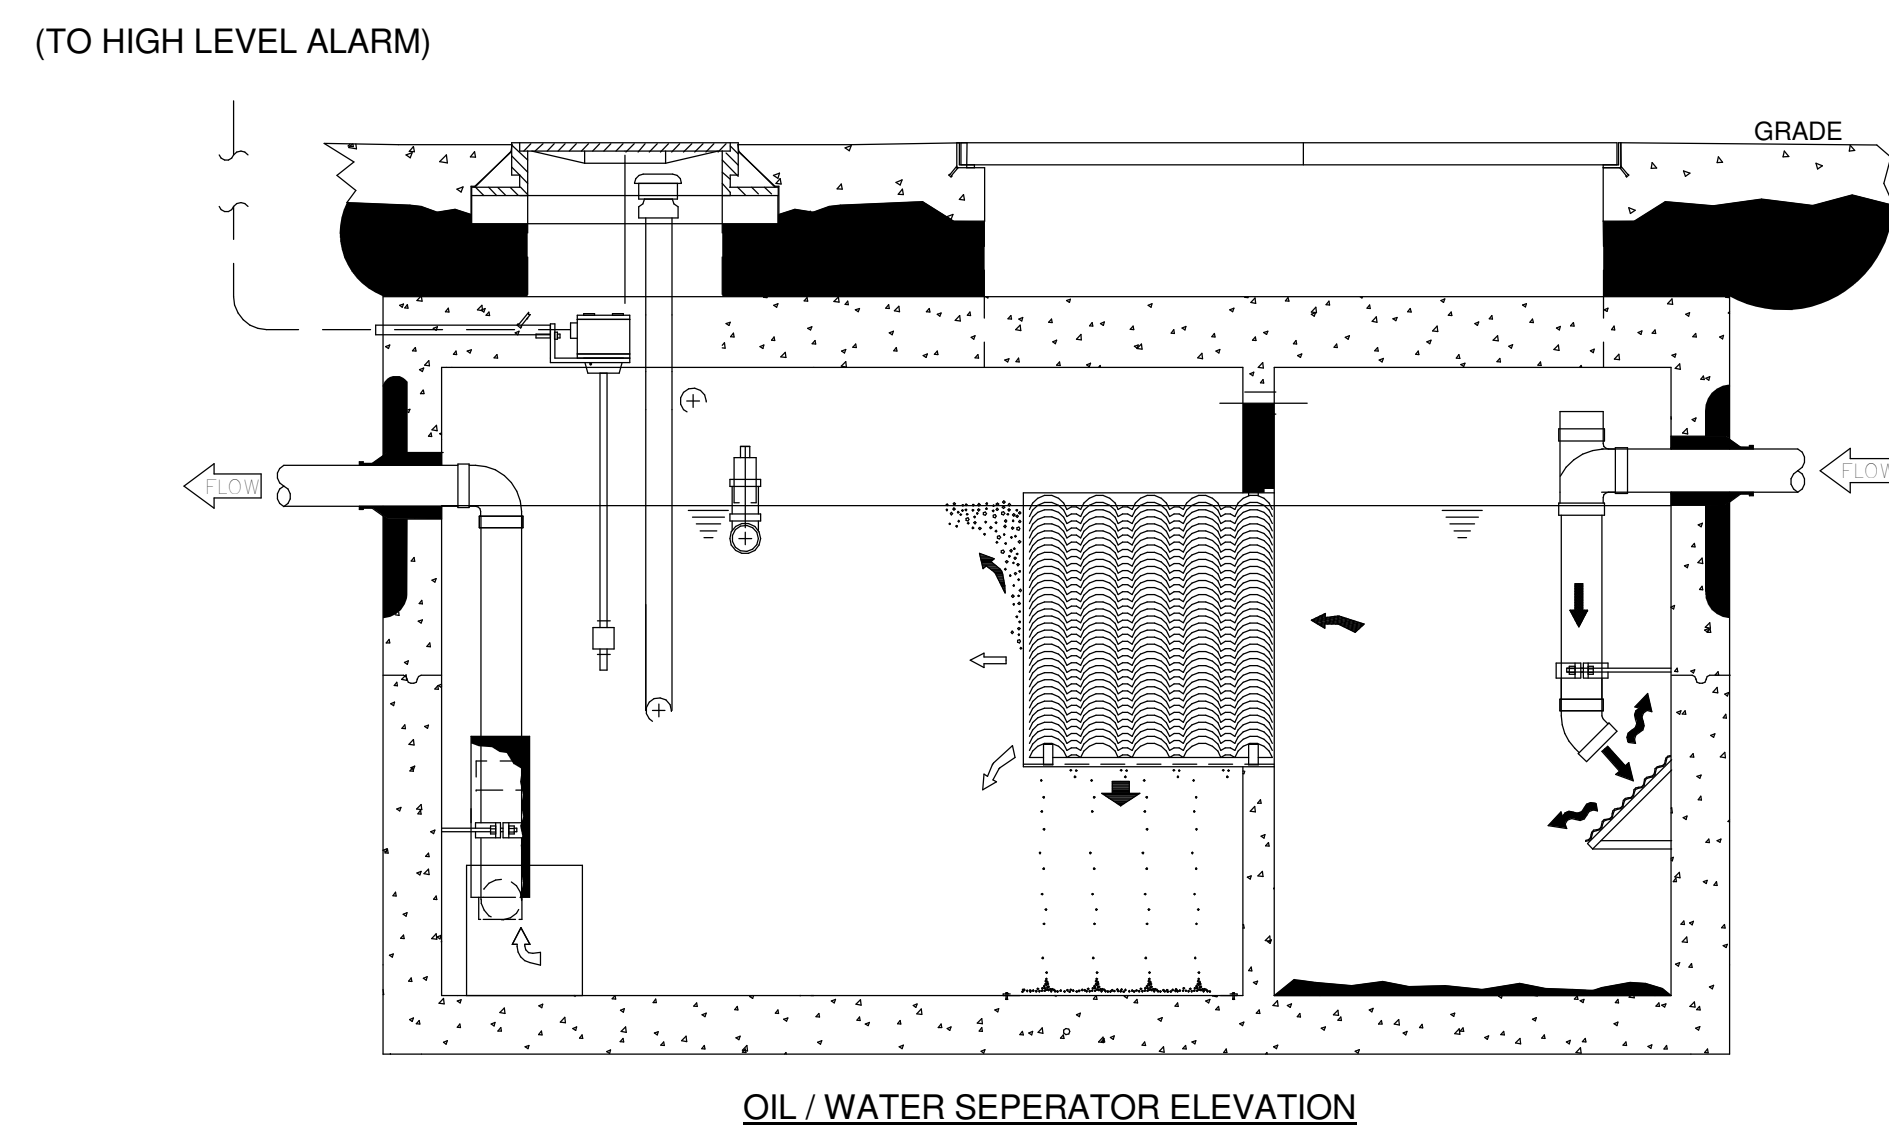 (TO HIGH LEVEL ALARM)
GRADE
FLOW
FLOW
OIL / WATER SEPERATOR ELEVATION